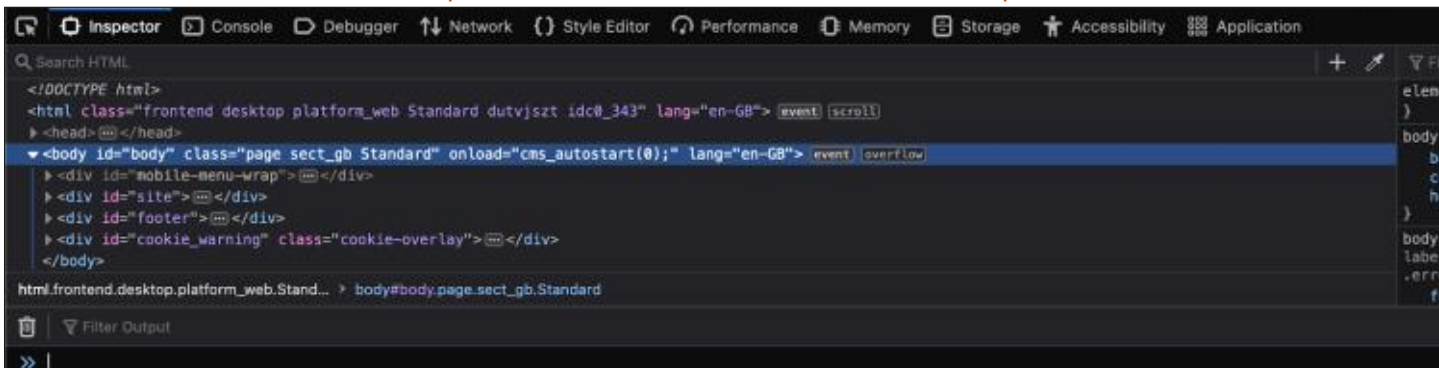 Inspector Console Debugger Network Style Editor Performance Memory Storage Accessibility Application
Search HTML
<!DOCTYPE html>
<html class="frontend desktop platform_web Standard dutvjszt idc0_343" lang="en-GB"> event scroll
elem
<head></head>
}
<body id="body" class="page sect_gb Standard" onload="cms_autostart(0);" lang="en-GB"> event overflow
body
<div id="mobile-menu-wrap"></div>
b
<div id="site"></div>
c
h
<div id="footer"></div>
}
<div id="cookie_warning" class="cookie-overlay"></div>
body
</body>
labe
.err
html.frontend.desktop.platform_web.Stand... > body#body.page.sect_gb.Standard
f
Filter Output
»